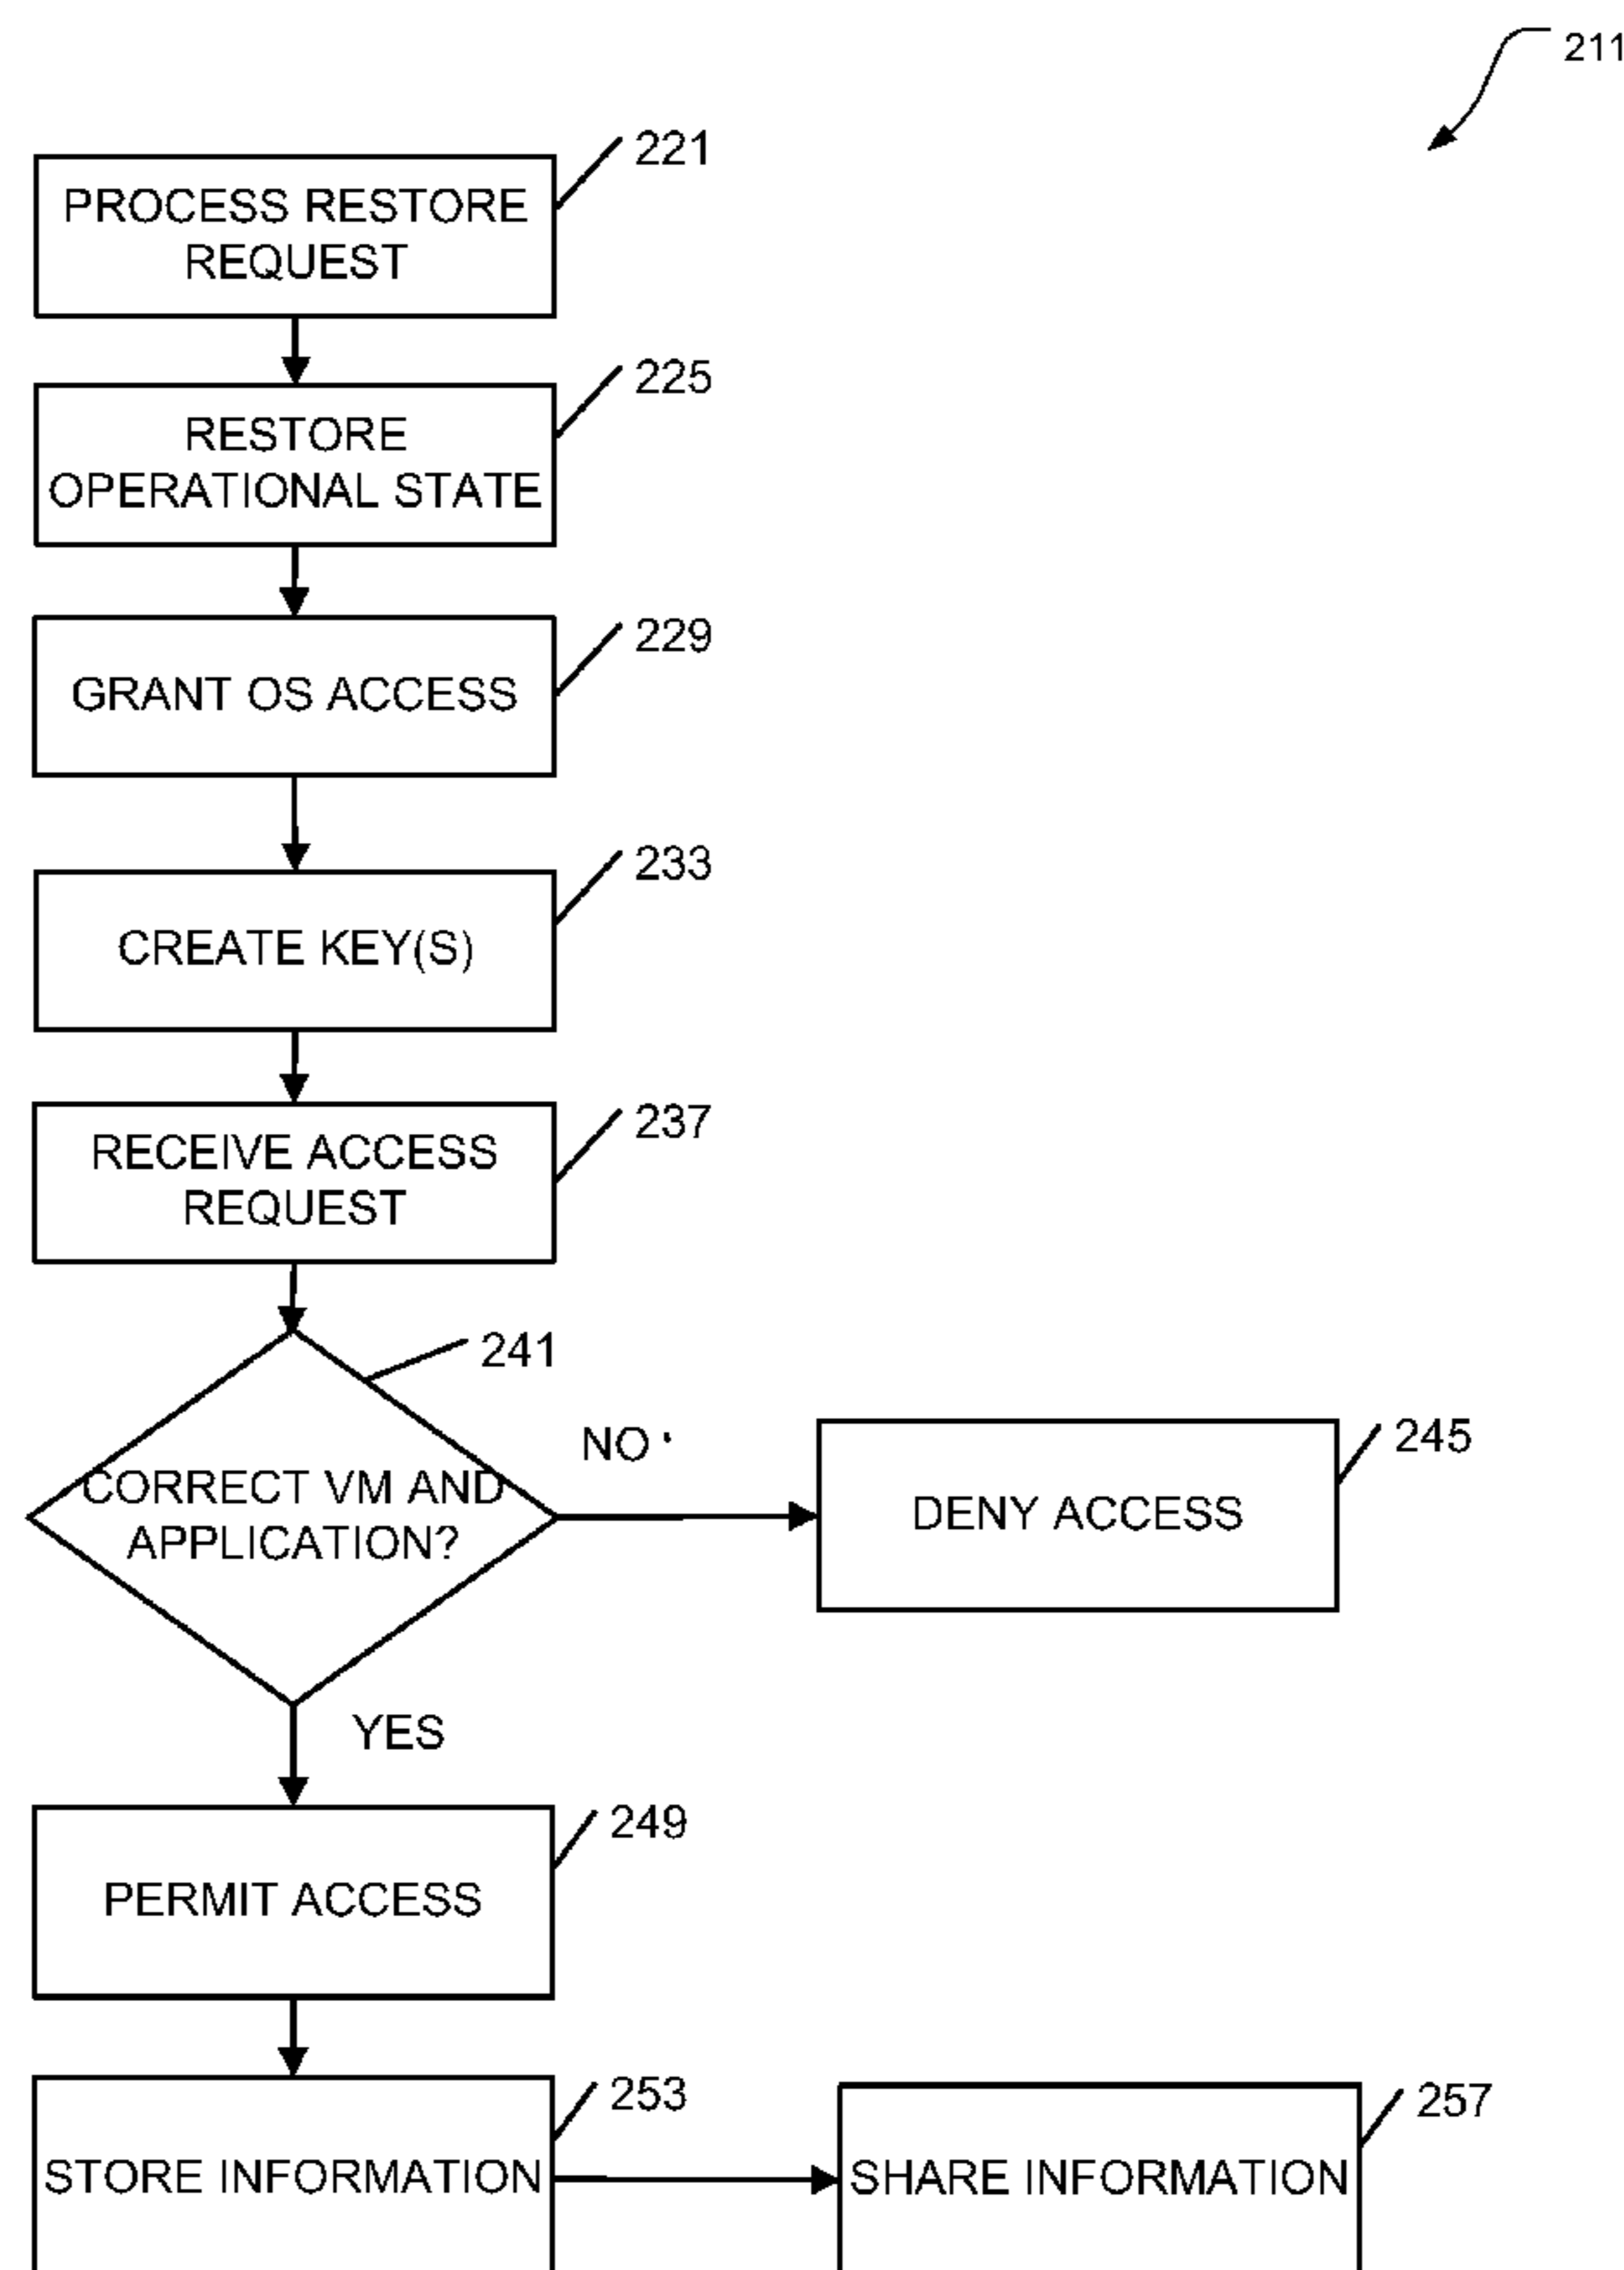 211
221
PROCESS RESTORE
REQUEST
225
RESTORE
OPERATIONAL STATE
229
GRANT OS ACCESS
233
CREATE KEY(S)
237
RECEIVE ACCESS
REQUEST
241
CORRECT VM AND
APPLICATION?
NO
245
DENY ACCESS
YES
249
PERMIT ACCESS
253
STORE INFORMATION
257
SHARE INFORMATION